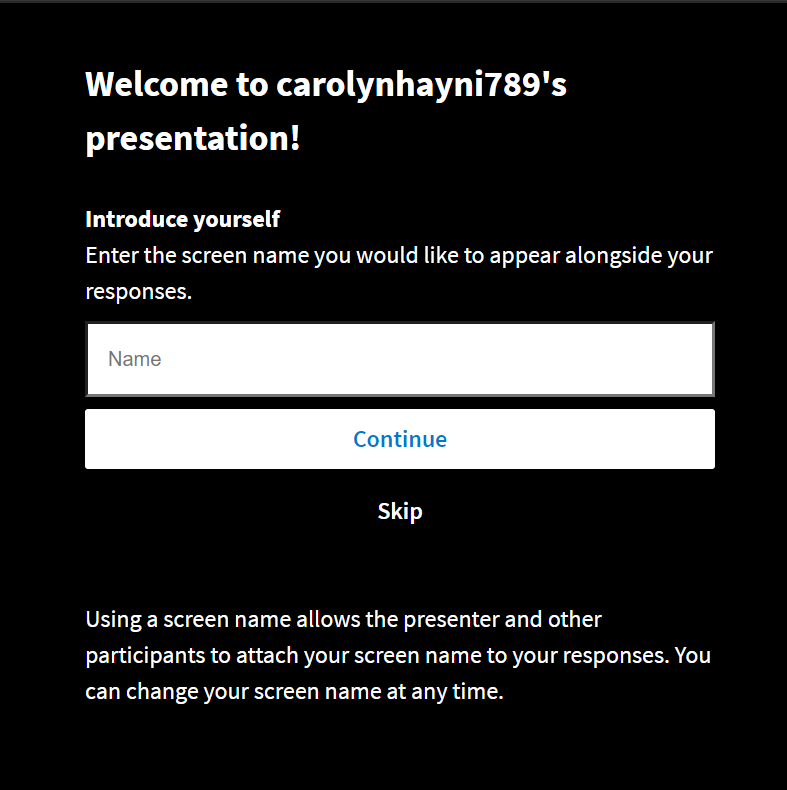 Welcome to carolynhayni789's
presentation!
Introduce yourself
Enter the screen name you would like to appear alongside your
responses.
Name
Continue
Skip
Using a screen name allows the presenter and other
participants to attach your screen name to your responses. You
can change your screen name at any time.